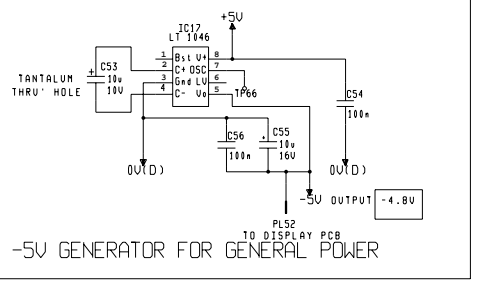 +5V
IC17
LT 1046
1 Bst V+ 8
2 C+ OSC 7
3 Gnd LV 6
4 C- Vo 5
C53
10u
10V
TANTALUM
THRU' HOLE
TP66
C54
100n
C56
100n
C55
10u
16V
0V(D)
0V(D)
-5V OUTPUT -4.8V
PL52
TO DISPLAY PCB
-5V GENERATOR FOR GENERAL POWER